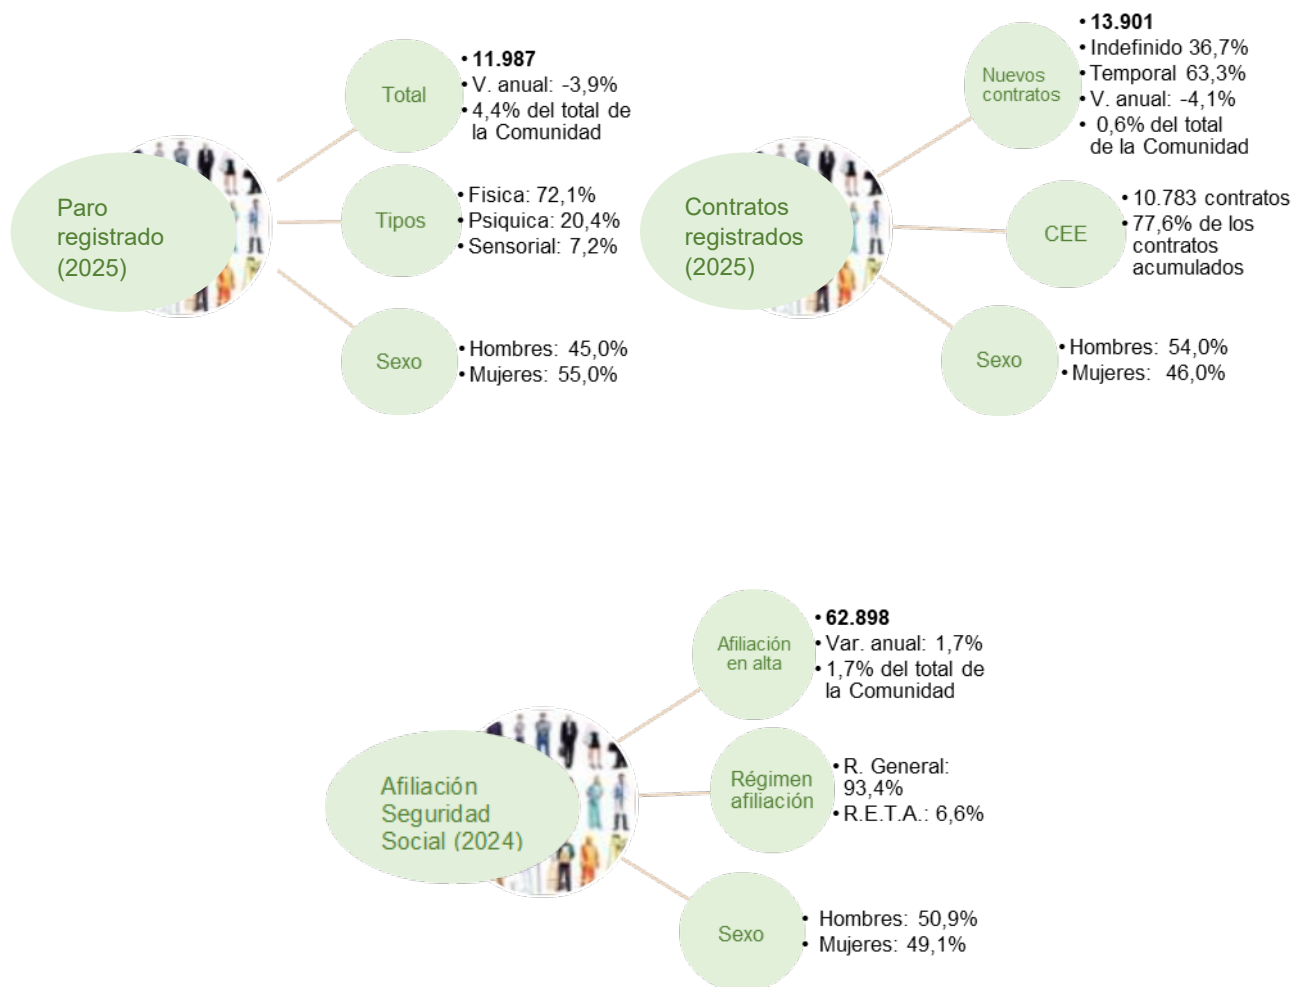 Paro
registrado
(2025)
Total
• 11.987
• V. anual: -3,9%
• 4,4% del total de
la Comunidad
Tipos
• Fisica: 72,1%
• Psiquica: 20,4%
• Sensorial: 7,2%
Sexo
• Hombres: 45,0%
• Mujeres: 55,0%
Contratos
registrados
(2025)
Nuevos
contratos
• 13.901
• Indefinido 36,7%
• Temporal 63,3%
• V. anual: -4,1%
• 0,6% del total
de la Comunidad
CEE
• 10.783 contratos
• 77,6% de los
contratos
acumulados
Sexo
• Hombres: 54,0%
• Mujeres: 46,0%
Afiliación
Seguridad
Social (2024)
Afiliación
en alta
• 62.898
• Var. anual: 1,7%
• 1,7% del total de
la Comunidad
Régimen
afiliación
• R. General:
93,4%
• R.E.T.A.: 6,6%
Sexo
• Hombres: 50,9%
• Mujeres: 49,1%